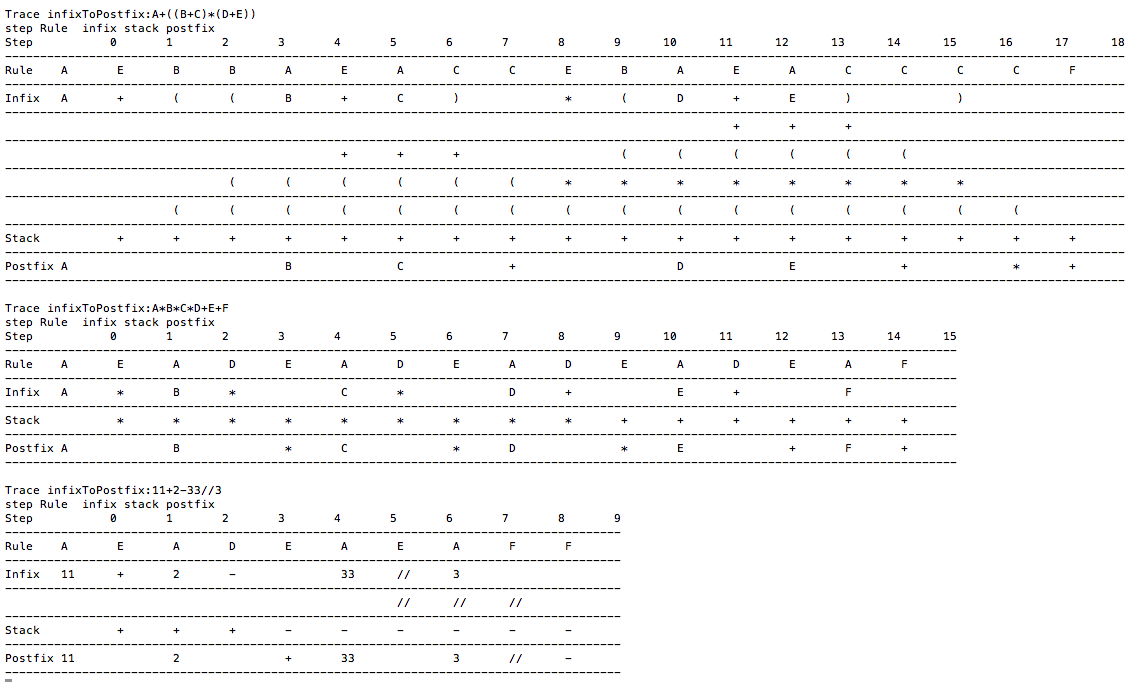 Trace infixToPostfix:A+((B+C)*(D+E))
step Rule  infix stack postfix
Step 0 1 2 3 4 5 6 7 8 9 10 11 12 13 14 15 16 17 18
Rule A E B B A E A C C E B A E A C C C C F
Infix A + ( ( B + C ) * ( D + E ) )
+ + +
+ + + ( ( ( ( ( (
( ( ( ( ( ( * * * * * * * *
( ( ( ( ( ( ( ( ( ( ( ( ( ( ( (
Stack + + + + + + + + + + + + + + + + + +
Postfix A B C + D E + * +
Trace infixToPostfix:A*B*C*D+E+F
step Rule  infix stack postfix
Step 0 1 2 3 4 5 6 7 8 9 10 11 12 13 14 15
Rule A E A D E A D E A D E A D E A F
Infix A * B * C * D + E + F
Stack * * * * * * * * * + + + + + +
Postfix A B * C * D * E + F +
Trace infixToPostfix:11+2-33//3
step Rule  infix stack postfix
Step 0 1 2 3 4 5 6 7 8 9
Rule A E A D E A E A F F
Infix 11 + 2 - 33 // 3
// // //
Stack + + + - - - - - -
Postfix 11 2 + 33 3 // -